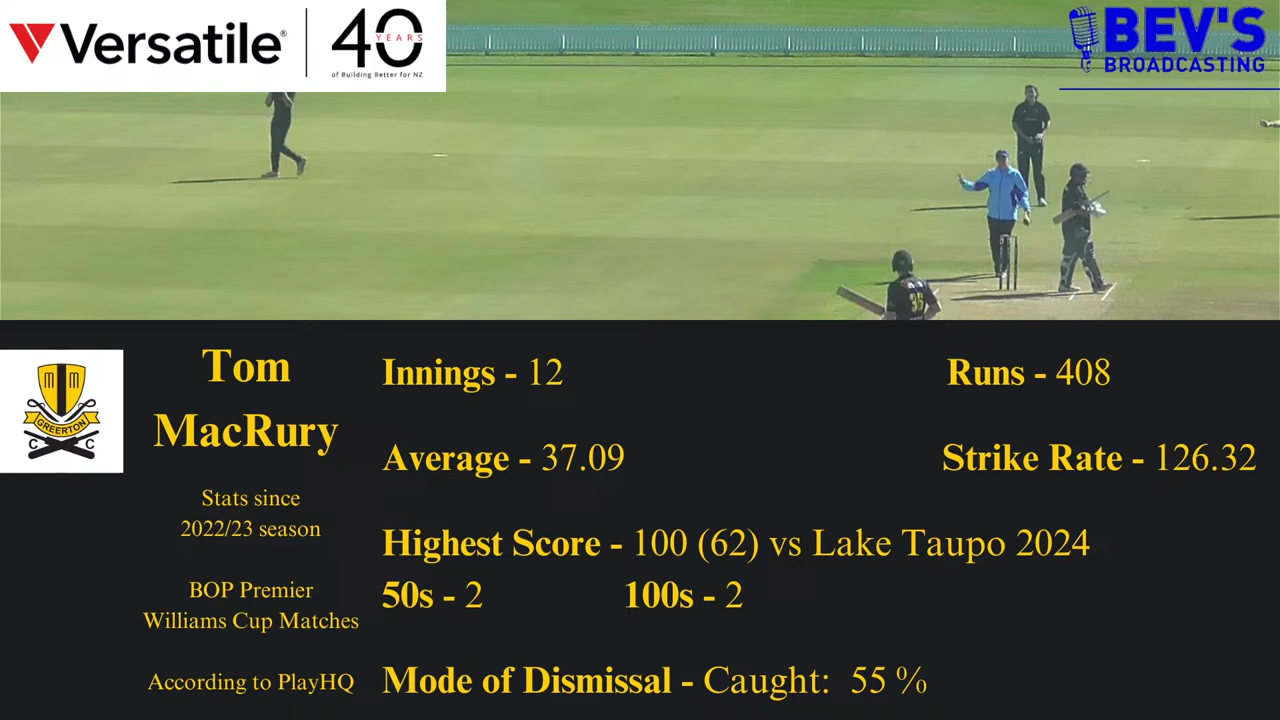 Versatile®
40
YEARS
of Building Better for NZ
BEV'S
BROADCASTING
36
MM
GREERTON
C C
Tom
MacRury
Stats since
2022/23 season
BOP Premier
Williams Cup Matches
According to PlayHQ
Innings - 12
Runs - 408
Average - 37.09
Strike Rate - 126.32
Highest Score - 100 (62) vs Lake Taupo 2024
50s - 2
100s - 2
Mode of Dismissal - Caught: 55 %